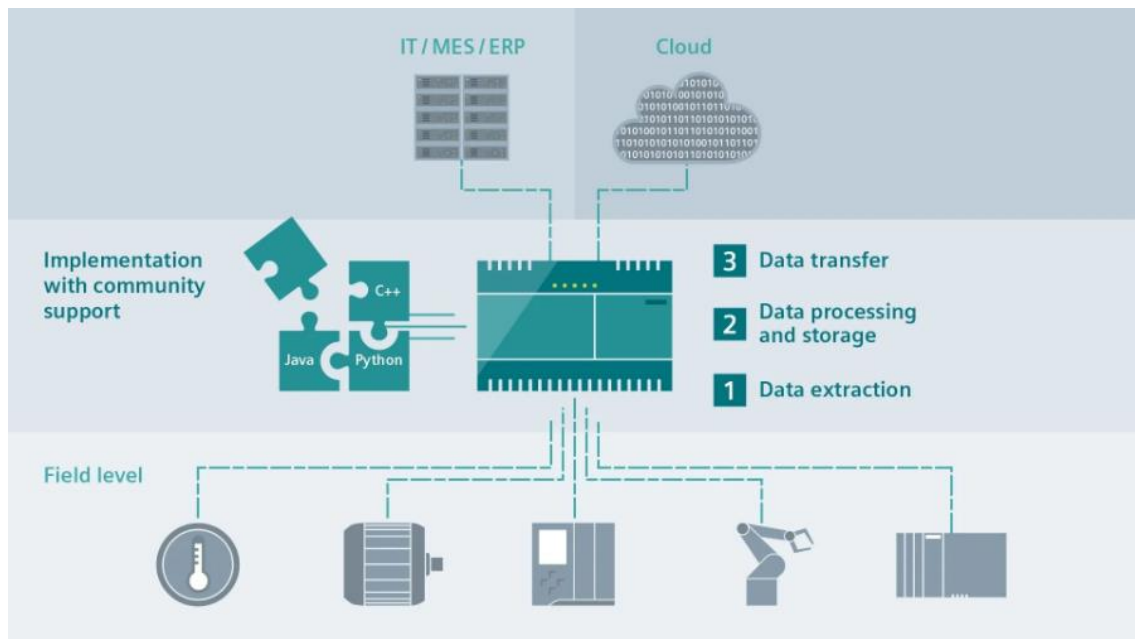 IT / MES / ERP
Cloud
Implementation
with community
support
C++
Java
Python
3 Data transfer
2 Data processing
and storage
1 Data extraction
Field level